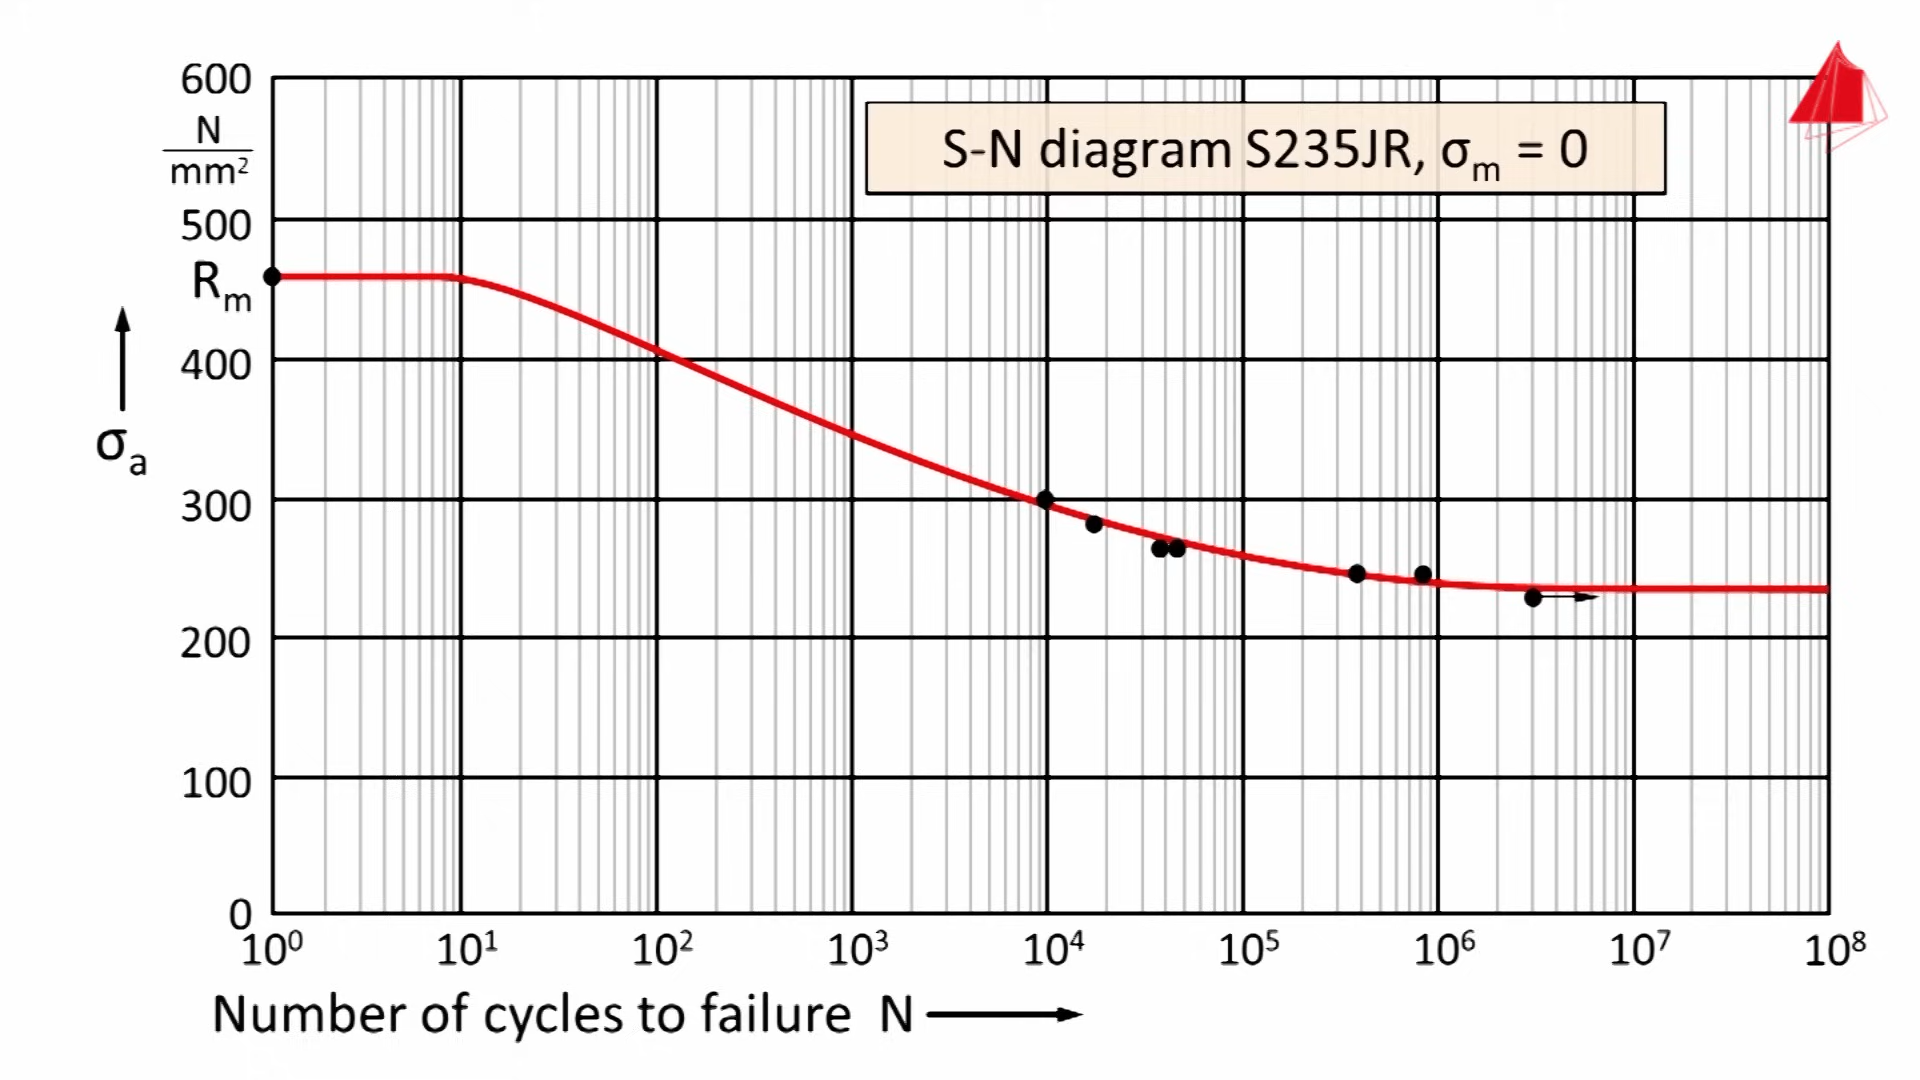 S-N diagram S235JR, σₘ = 0
600
N
mm²
500
Rₘ
400
σₐ
300
200
100
0
10⁰ 10¹ 10² 10³ 10⁴ 10⁵ 10⁶ 10⁷ 10⁸
Number of cycles to failure N